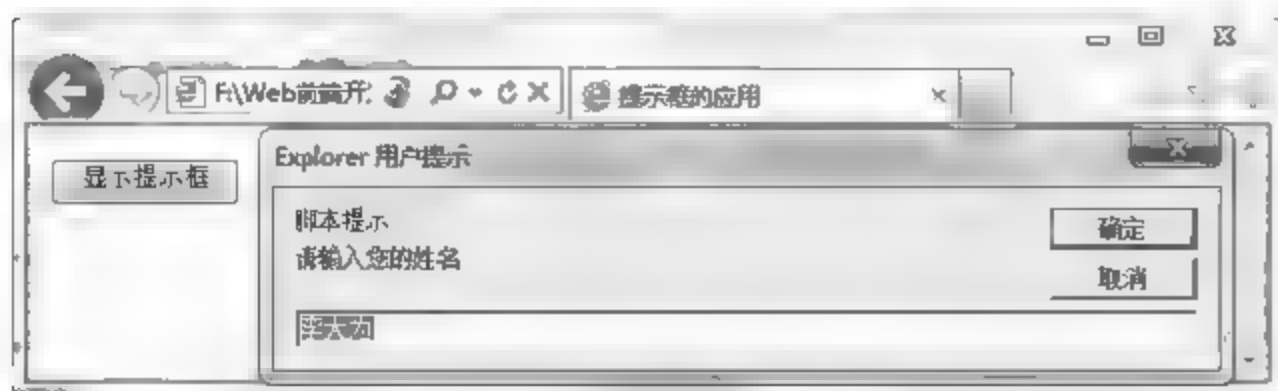 F:\Web前端开
提示框的应用
显示提示框
Explorer 用户提示
脚本提示
请输入您的姓名
确定
取消